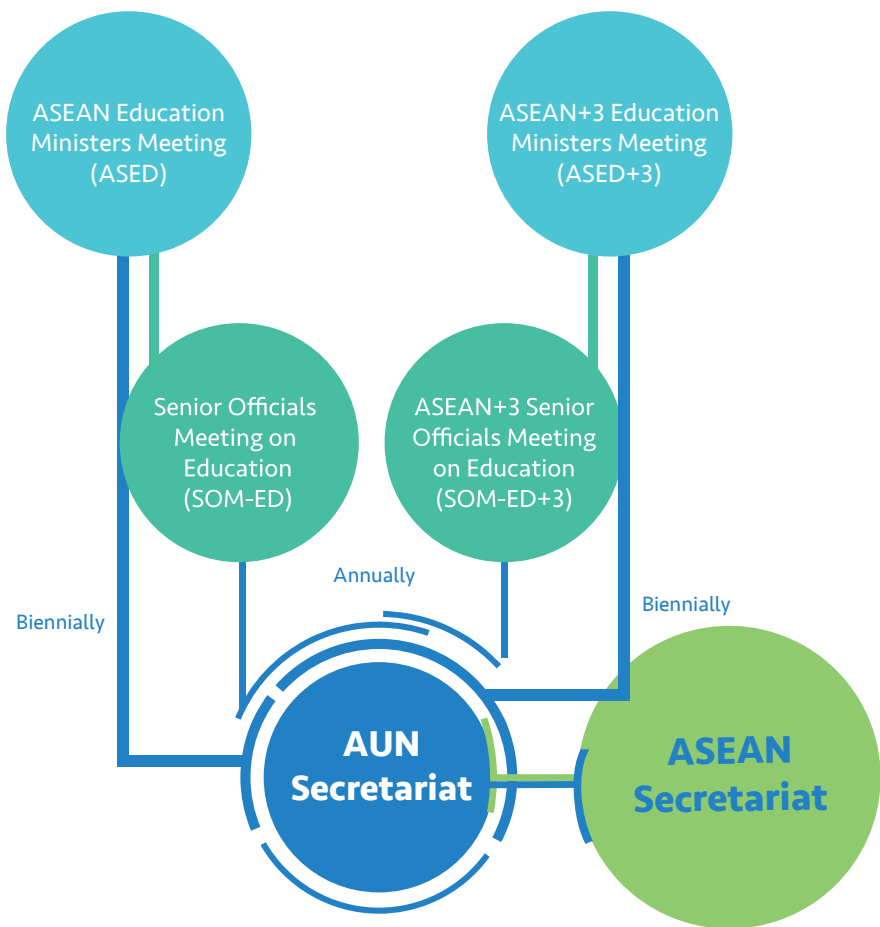 ASEAN Education
Ministers Meeting
(ASED)
ASEAN+3 Education
Ministers Meeting
(ASED+3)
Senior Officials
Meeting on
Education
(SOM-ED)
ASEAN+3 Senior
Officials Meeting
on Education
(SOM-ED+3)
Annually
Biennially
Biennially
AUN
Secretariat
ASEAN
Secretariat